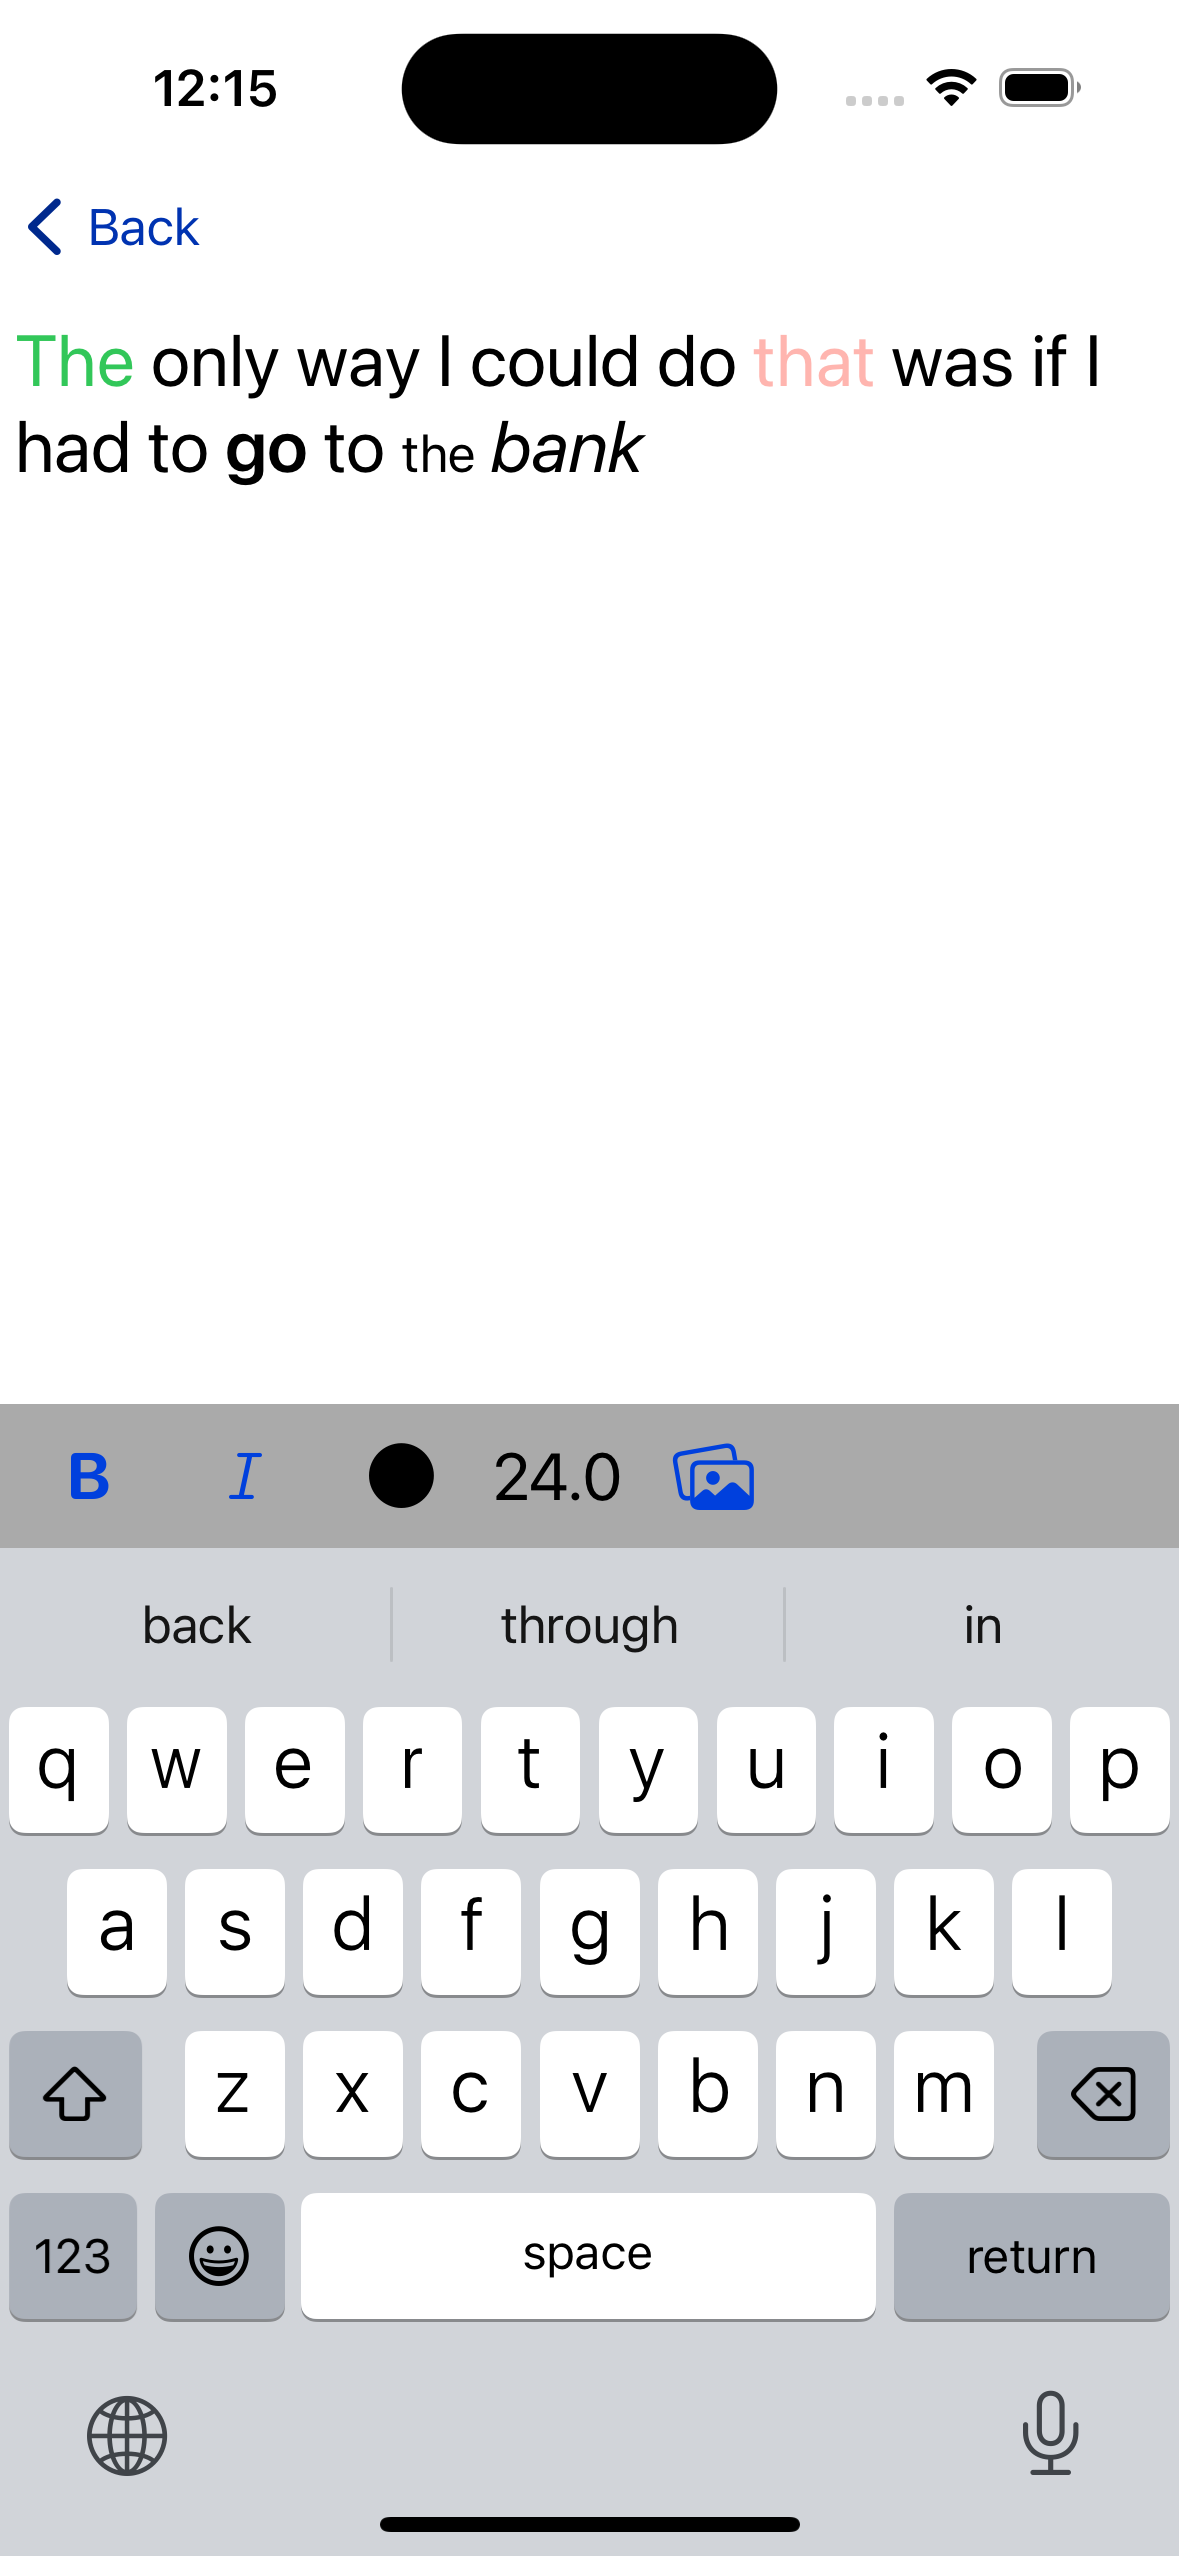 12:15
Back
The only way I could do that was if I
had to go to the bank
B I 24.0
back through in
q w e r t y u i o p
a s d f g h j k l
z x c v b n m
123 space return